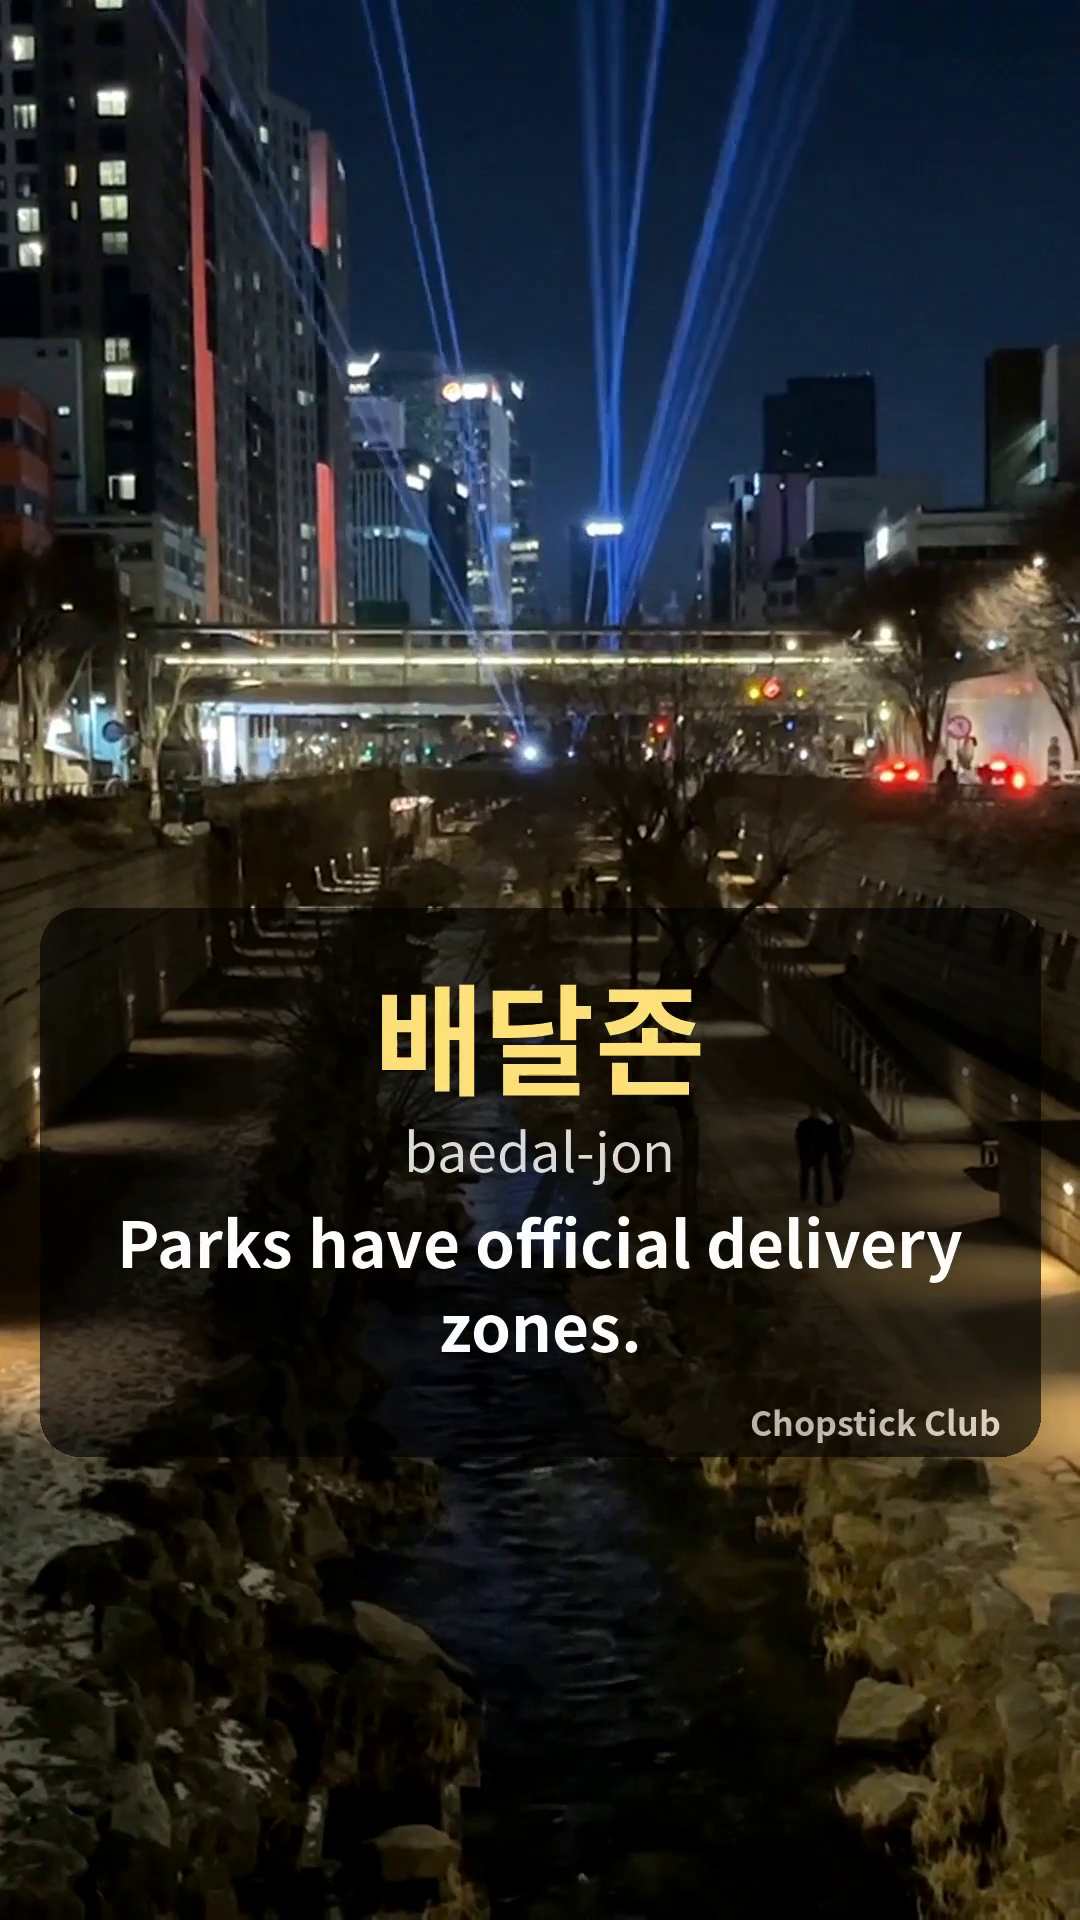 배달존
baedal-jon
Parks have official delivery
zones.
Chopstick Club